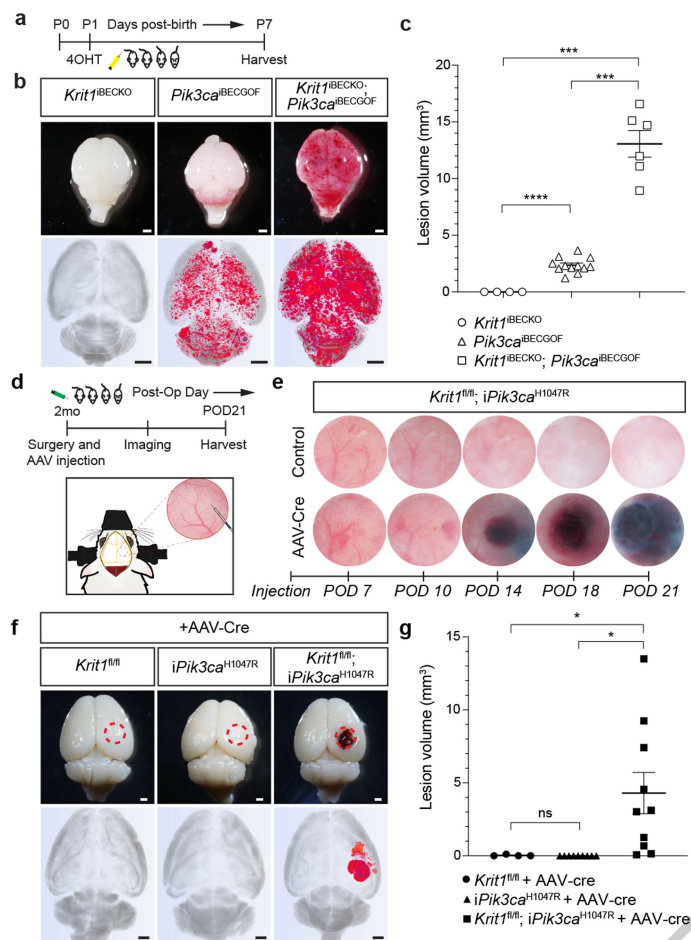 a
P0 P1 Days post-birth P7
4OHT Harvest
b
Krit1iBECKO Pik3caiBECGOF Krit1iBECKO;
Pik3caiBECGOF
c
Lesion volume (mm3)
20
15
10
5
0
***
***
****
Krit1iBECKO
Pik3caiBECGOF
Krit1iBECKO; Pik3caiBECGOF
d
Post-Op Day
2mo POD21
Surgery and Imaging Harvest
AAV injection
e
Krit1fl/fl; iPik3caH1047R
Control
AAV-Cre
Injection POD 7 POD 10 POD 14 POD 18 POD 21
f
+AAV-Cre
Krit1fl/fl iPik3caH1047R Krit1fl/fl;
iPik3caH1047R
g
Lesion volume (mm3)
15
10
5
0
*
*
ns
Krit1fl/fl + AAV-cre
iPik3caH1047R + AAV-cre
Krit1fl/fl; iPik3caH1047R + AAV-cre